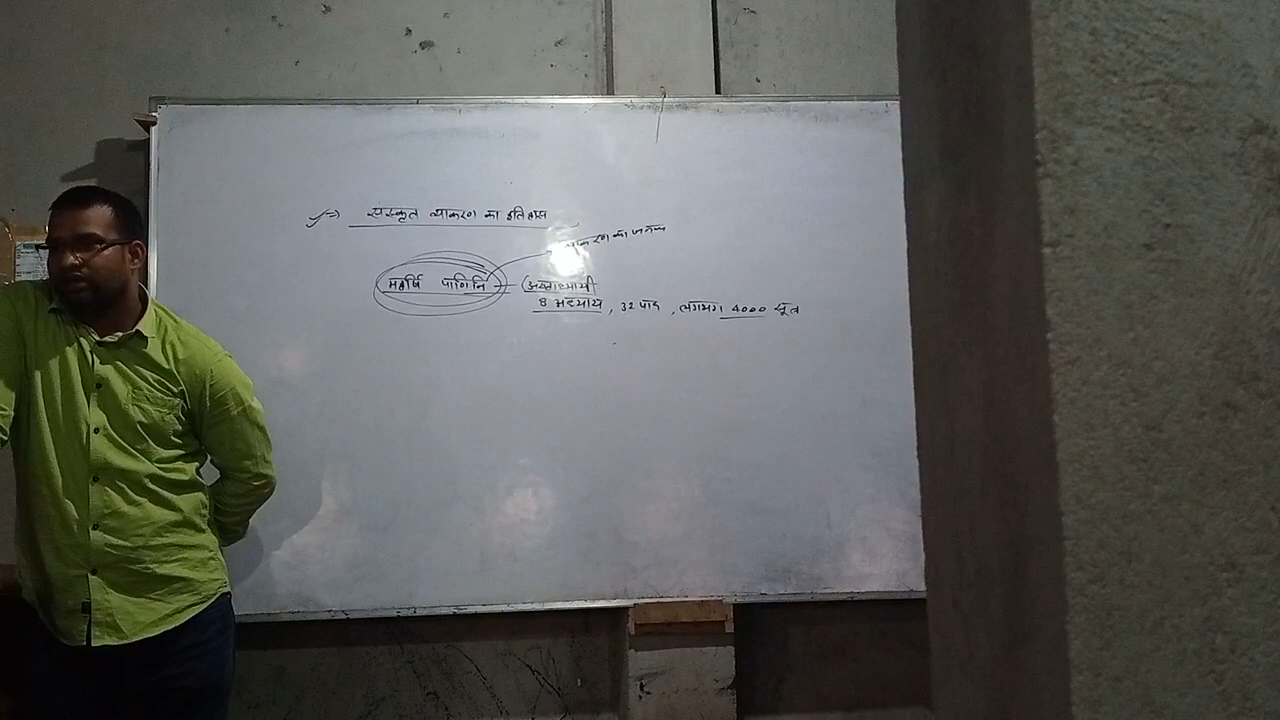 संस्कृत व्याकरण का इतिहास
व्याकरण का जनक
महर्षि पाणिनि - (अष्टाध्यायी
8 अध्याय, 32 पाद, लगभग 4000 सूत्र